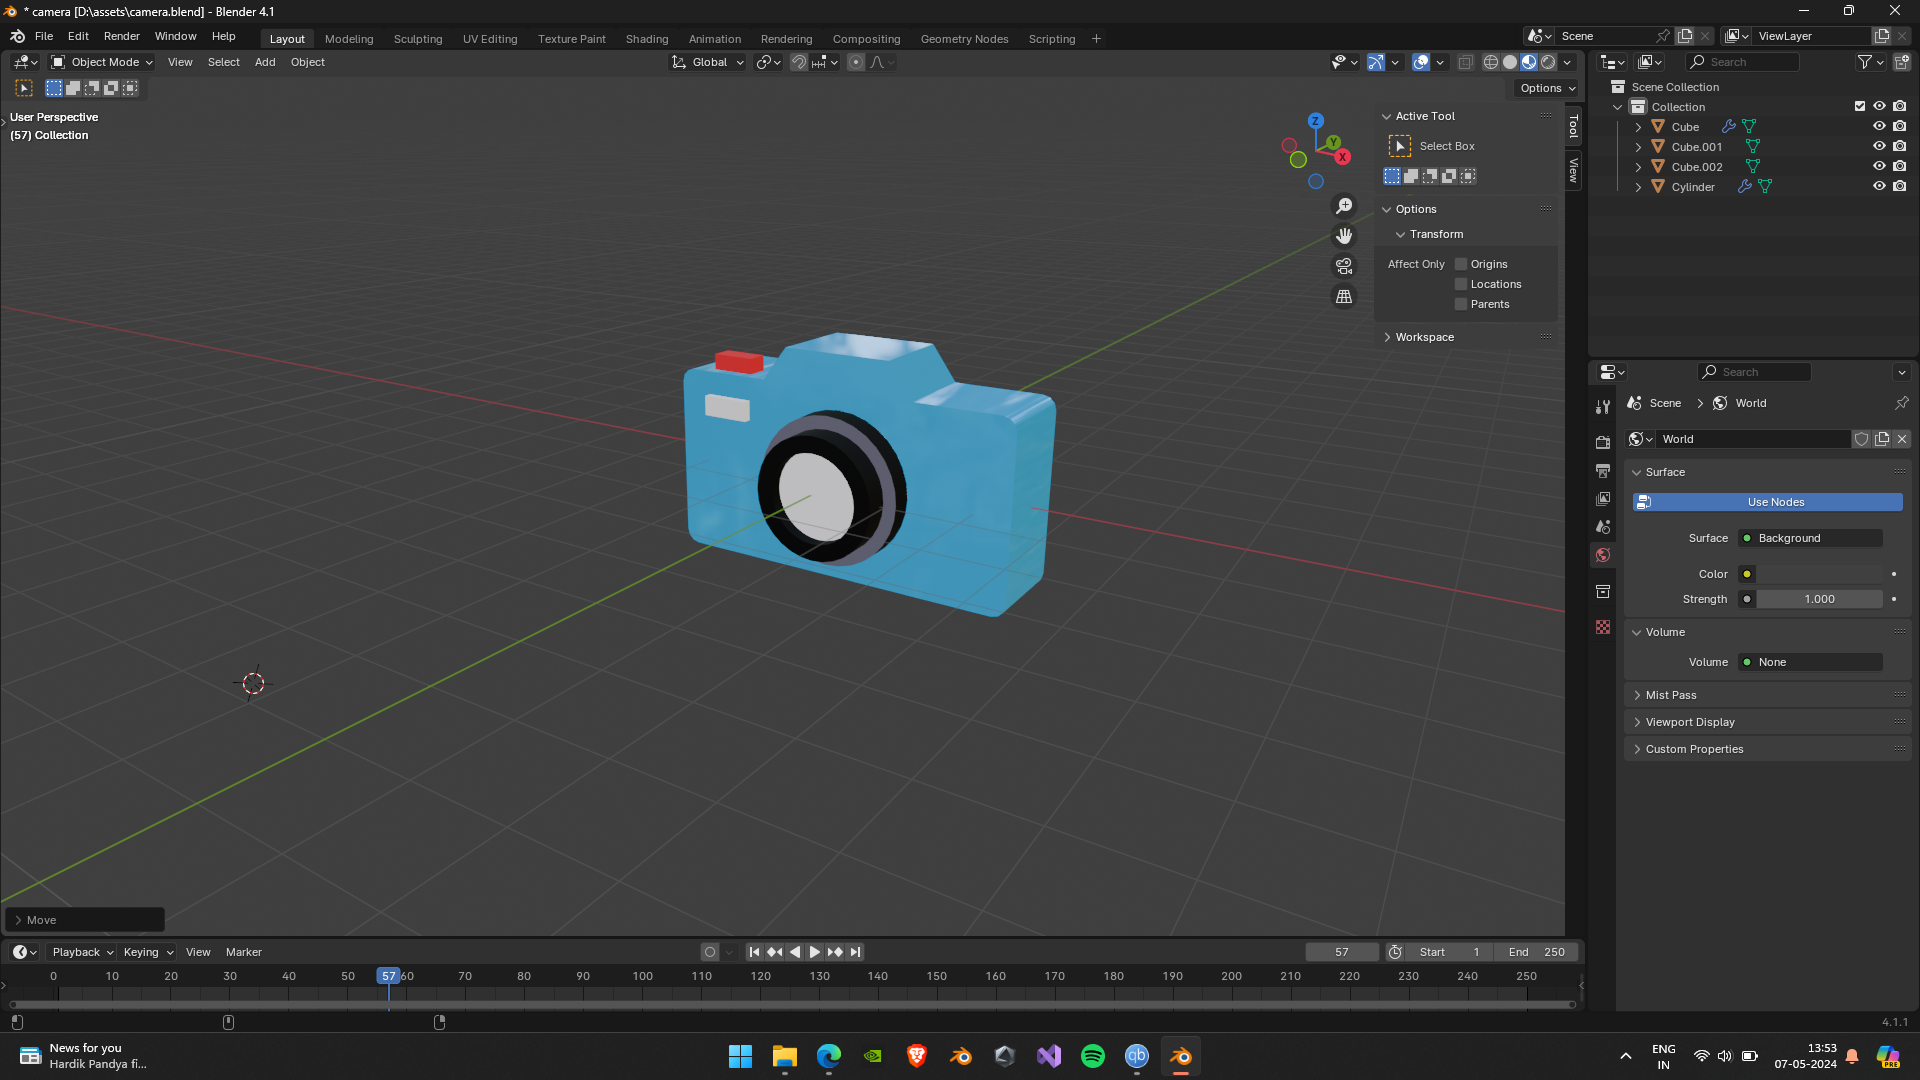 * camera [D:\assets\camera.blend] - Blender 4.1
File Edit Render Window Help
Layout Modeling Sculpting UV Editing Texture Paint Shading Animation Rendering Compositing Geometry Nodes Scripting +
Scene
ViewLayer
Object Mode View Select Add Object
Global
Search
Options
User Perspective
(57) Collection
Z
Y
X
Active Tool
Select Box
Options
Transform
Affect Only Origins
Locations
Parents
Workspace
Tool
View
Scene Collection
Collection
Cube
Cube.001
Cube.002
Cylinder
Search
Scene > World
World
Surface
Use Nodes
Surface Background
Color
Strength 1.000
Volume
Volume None
Mist Pass
Viewport Display
Custom Properties
Move
Playback Keying View Marker
57 Start 1 End 250
0 10 20 30 40 50 57 60 70 80 90 100 110 120 130 140 150 160 170 180 190 200 210 220 230 240 250
4.1.1
News for you
Hardik Pandya fi...
qb
ENG
IN
13:53
07-05-2024
PRE